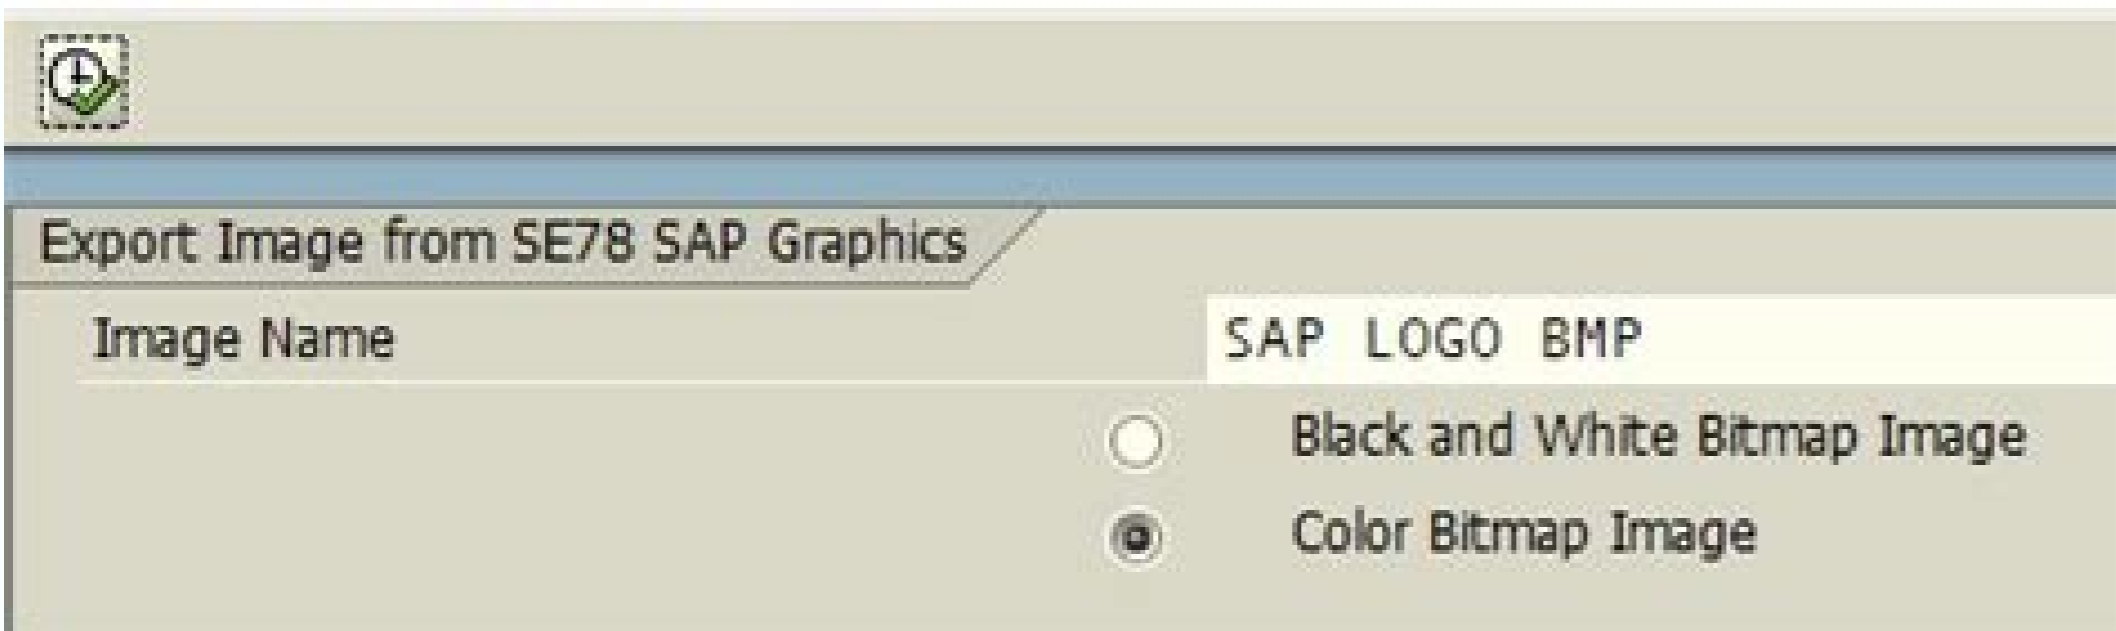 Export Image from SE78 SAP Graphics
Image Name SAP LOGO BMP
Black and White Bitmap Image
Color Bitmap Image